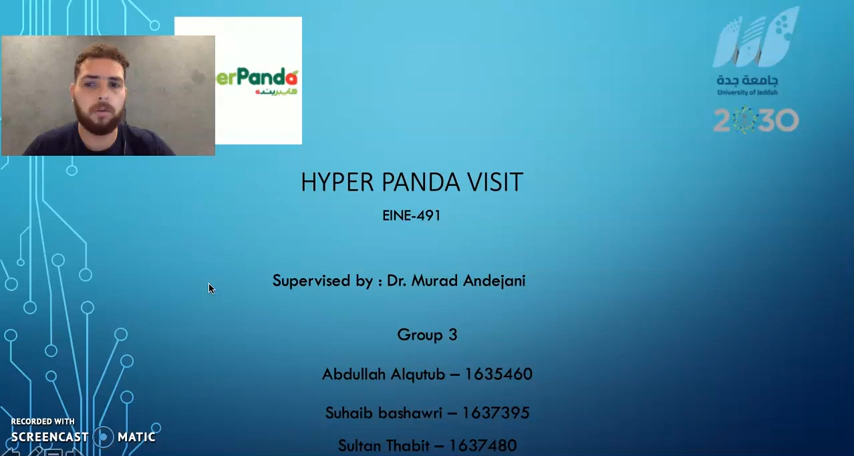 erPanda
هايبربنده
جامعة جدة
University of Jeddah
2030
HYPER PANDA VISIT
EINE-491
Supervised by : Dr. Murad Andejani
Group 3
Abdullah Alqutub – 1635460
Suhaib bashawri – 1637395
Sultan Thabit – 1637480
RECORDED WITH
SCREENCAST MATIC